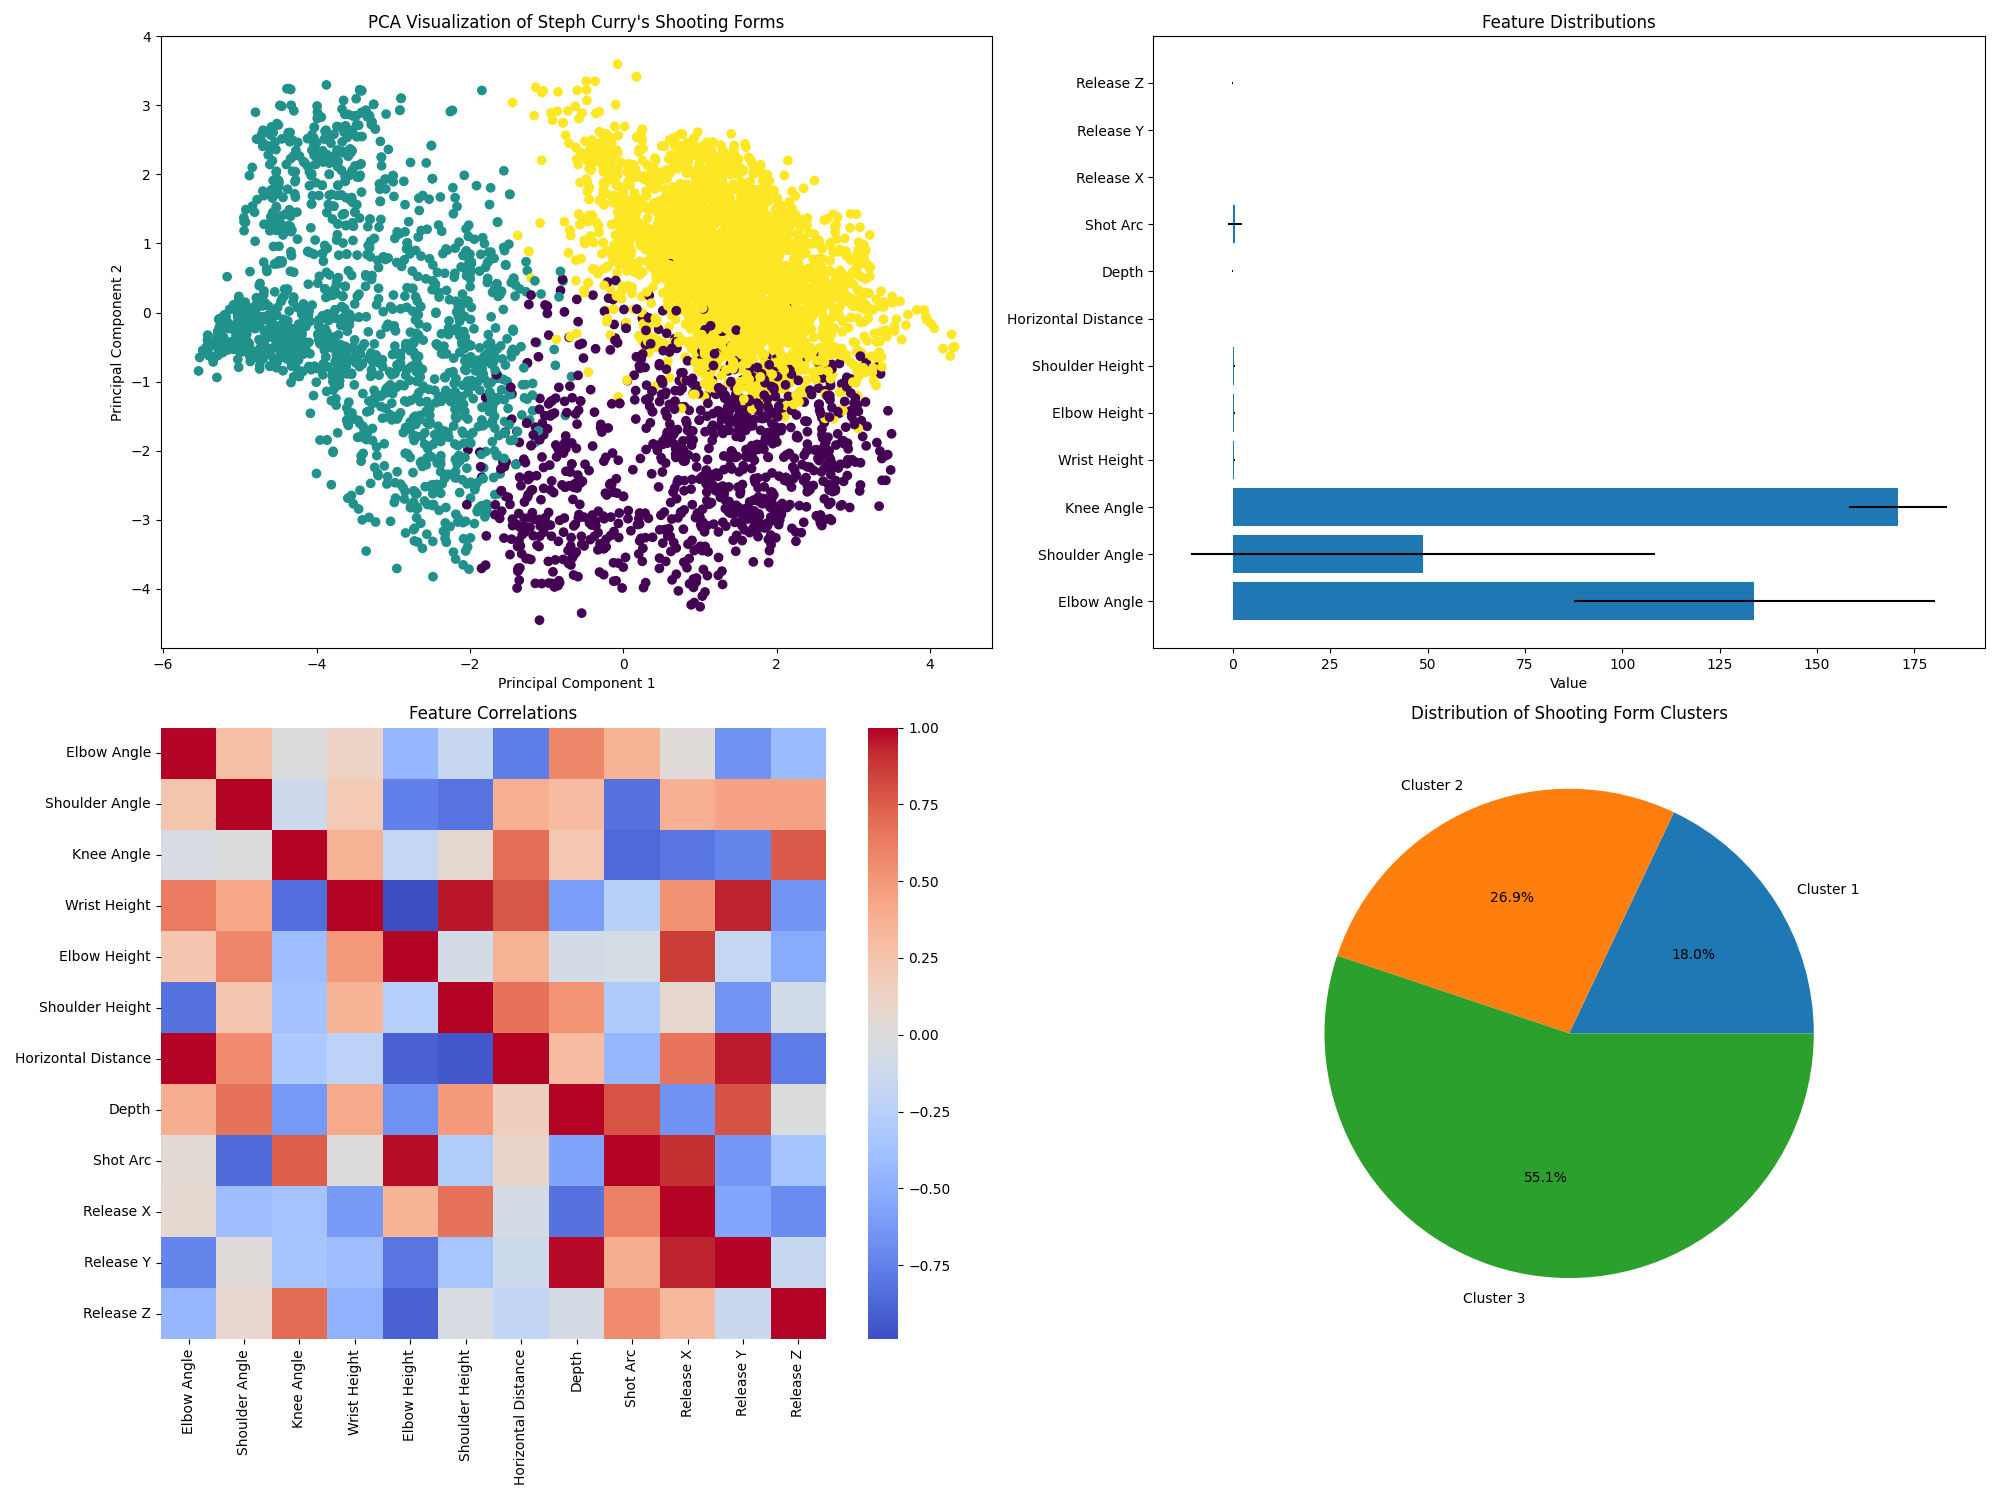 PCA Visualization of Steph Curry's Shooting Forms
4
3
2
1
0
−1
−2
−3
−4
Principal Component 2
−6
−4
−2
0
2
4
Principal Component 1
Feature Distributions
Release Z
Release Y
Release X
Shot Arc
Depth
Horizontal Distance
Shoulder Height
Elbow Height
Wrist Height
Knee Angle
Shoulder Angle
Elbow Angle
0
25
50
75
100
125
150
175
Value
Feature Correlations
Elbow Angle
Shoulder Angle
Knee Angle
Wrist Height
Elbow Height
Shoulder Height
Horizontal Distance
Depth
Shot Arc
Release X
Release Y
Release Z
Elbow Angle
Shoulder Angle
Knee Angle
Wrist Height
Elbow Height
Shoulder Height
Horizontal Distance
Depth
Shot Arc
Release X
Release Y
Release Z
1.00
0.75
0.50
0.25
0.00
−0.25
−0.50
−0.75
Distribution of Shooting Form Clusters
Cluster 2
Cluster 1
26.9%
18.0%
55.1%
Cluster 3